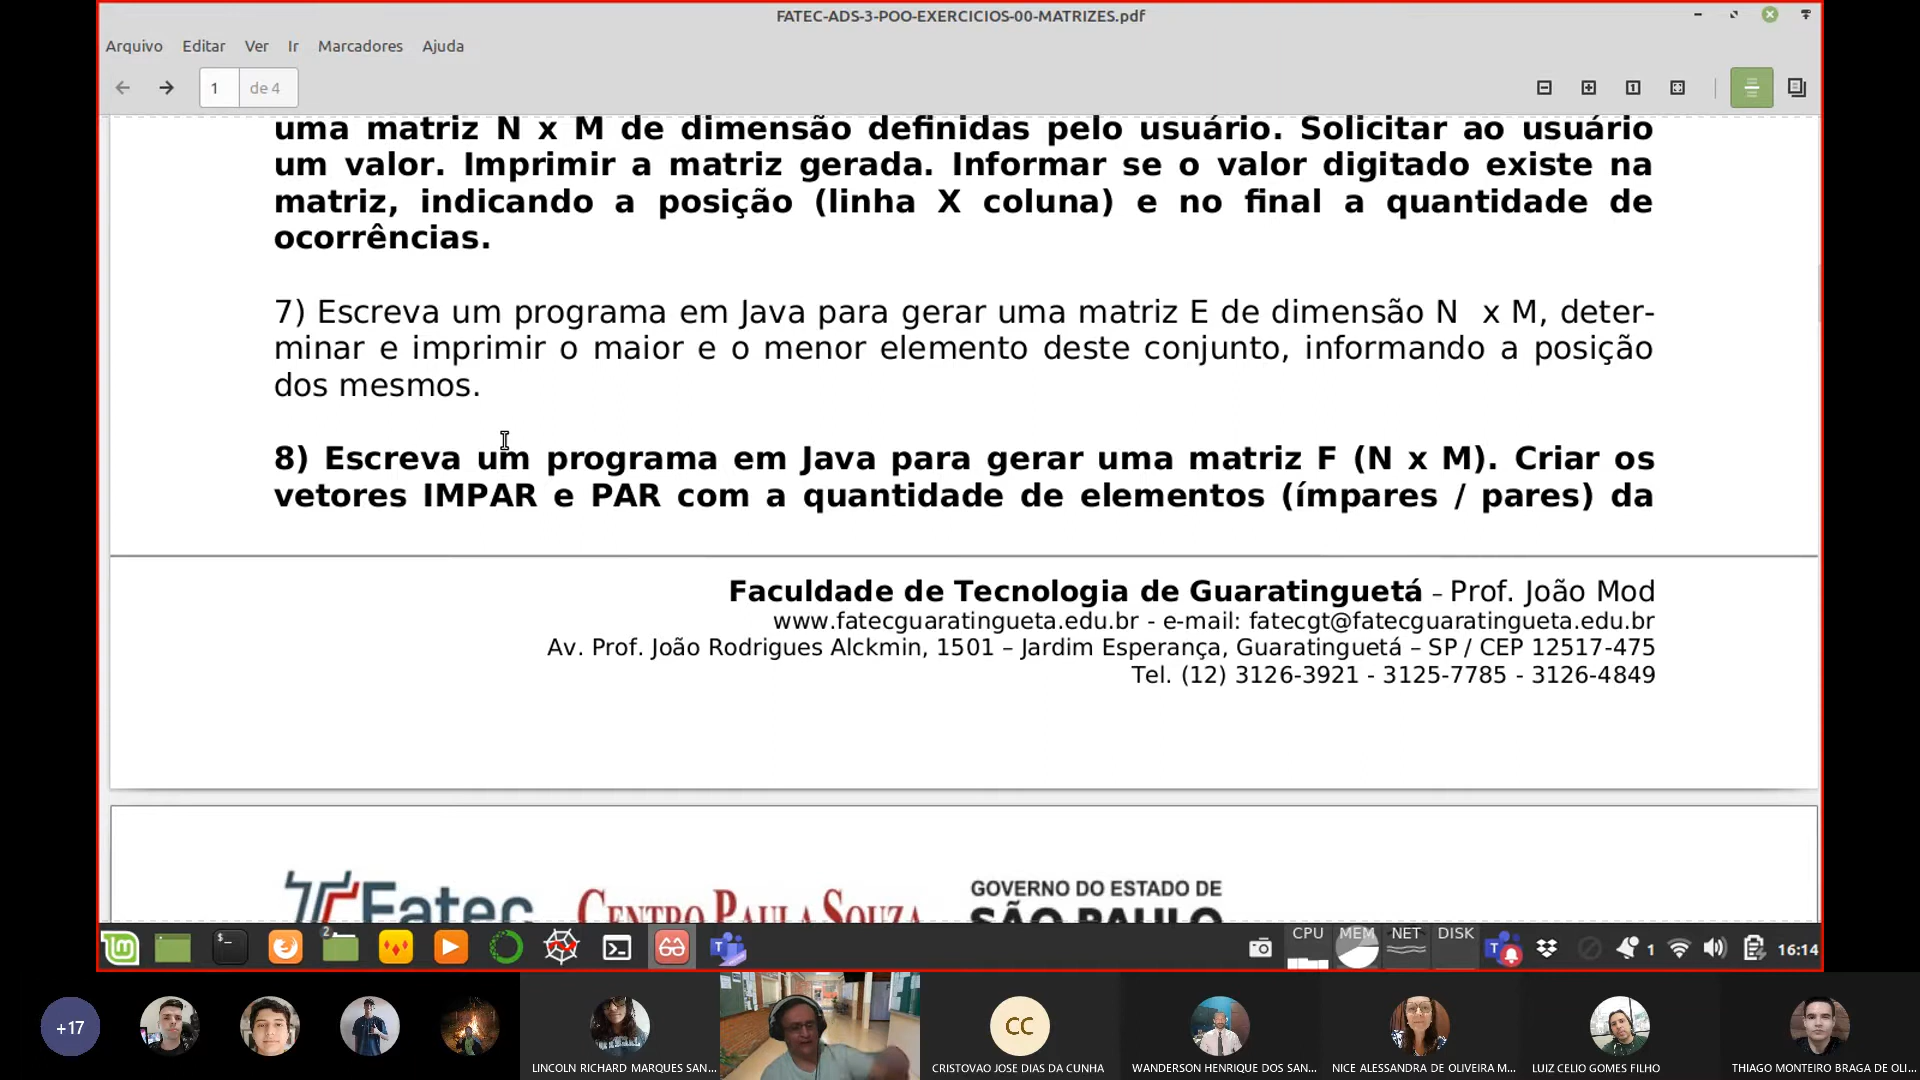 FATEC-ADS-3-POO-EXERCICIOS-00-MATRIZES.pdf
Arquivo Editar Ver Ir Marcadores Ajuda
1 de 4
uma matriz N x M de dimensão definidas pelo usuário. Solicitar ao usuário
um valor. Imprimir a matriz gerada. Informar se o valor digitado existe na
matriz, indicando a posição (linha X coluna) e no final a quantidade de
ocorrências.
7) Escreva um programa em Java para gerar uma matriz E de dimensão N x M, deter-
minar e imprimir o maior e o menor elemento deste conjunto, informando a posição
dos mesmos.
8) Escreva um programa em Java para gerar uma matriz F (N x M). Criar os
vetores IMPAR e PAR com a quantidade de elementos (ímpares / pares) da
Faculdade de Tecnologia de Guaratinguetá – Prof. João Mod
www.fatecguaratingueta.edu.br - e-mail: fatecgt@fatecguaratingueta.edu.br
Av. Prof. João Rodrigues Alckmin, 1501 – Jardim Esperança, Guaratinguetá – SP / CEP 12517-475
Tel. (12) 3126-3921 - 3125-7785 - 3126-4849
Fatec CENTRO PAULA SOUZA GOVERNO DO ESTADO DE
SÃO PAULO
2 CPU MEM NET DISK 1 16:14
+17 CC
LINCOLN RICHARD MARQUES SAN... CRISTOVAO JOSE DIAS DA CUNHA WANDERSON HENRIQUE DOS SAN... NICE ALESSANDRA DE OLIVEIRA M... LUIZ CELIO GOMES FILHO THIAGO MONTEIRO BRAGA DE OLI...